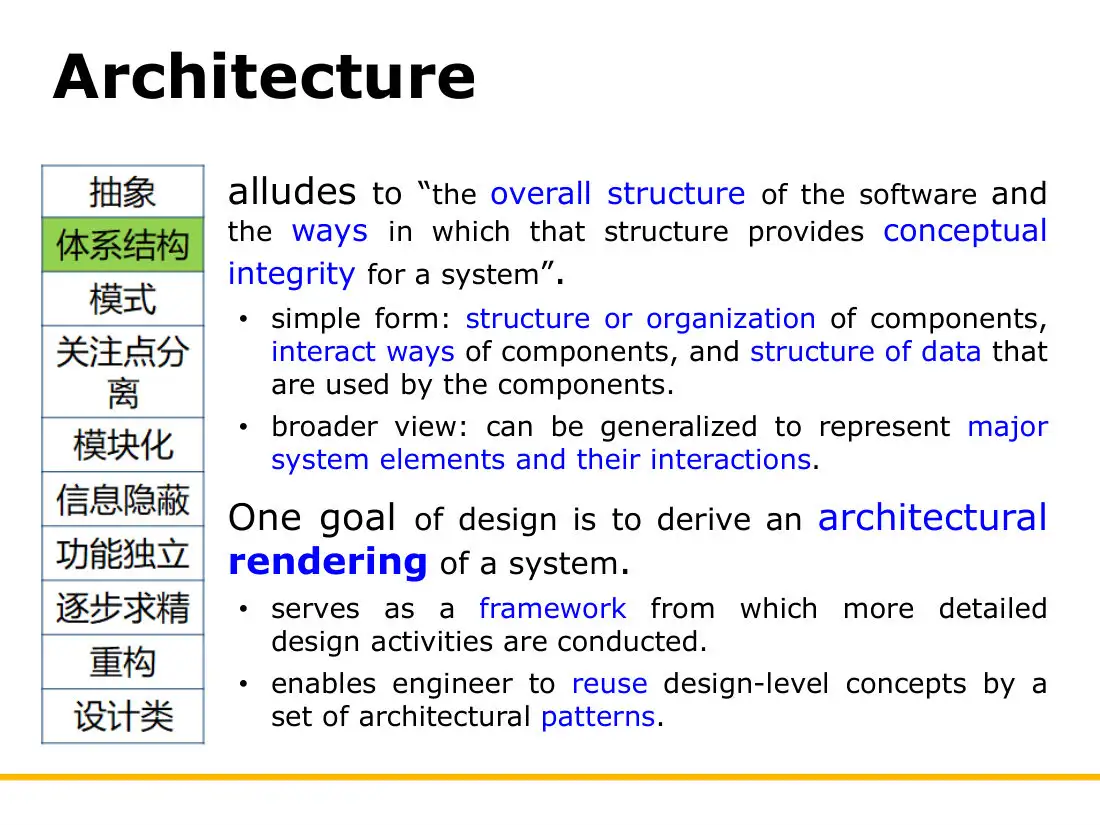 Architecture
抽象
体系结构
模式
关注点分
离
模块化
信息隐蔽
功能独立
逐步求精
重构
设计类
alludes to “the overall structure of the software and
the ways in which that structure provides conceptual
integrity for a system”.
• simple form: structure or organization of components,
interact ways of components, and structure of data that
are used by the components.
• broader view: can be generalized to represent major
system elements and their interactions.
One goal of design is to derive an architectural
rendering of a system.
• serves as a framework from which more detailed
design activities are conducted.
• enables engineer to reuse design-level concepts by a
set of architectural patterns.